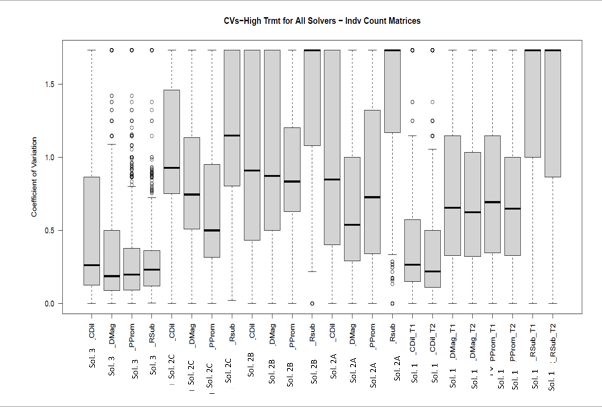 CVs−High Trmt for All Solvers − Indv Count Matrices
Coefficient of Variation
1.5
1.0
0.5
0.0
Sol. 3 _CDil
Sol. 3 _DMag
Sol. 3 _PProm
Sol. 3 _RSub
Sol. 2C _CDil
Sol. 2C _DMag
Sol. 2C _PProm
Sol. 2C _Rsub
Sol. 2B _CDil
Sol. 2B _DMag
Sol. 2B _PProm
Sol. 2B _Rsub
Sol. 2A _CDil
Sol. 2A _DMag
Sol. 2A _PProm
Sol. 2A _Rsub
Sol. 1 _CDil_T1
Sol. 1 _CDil_T2
Sol. 1 _DMag_T1
Sol. 1 _DMag_T2
Sol. 1 _PProm_T1
Sol. 1 PProm_T2
Sol. 1 _RSub_T1
Sol. 1 _RSub_T2